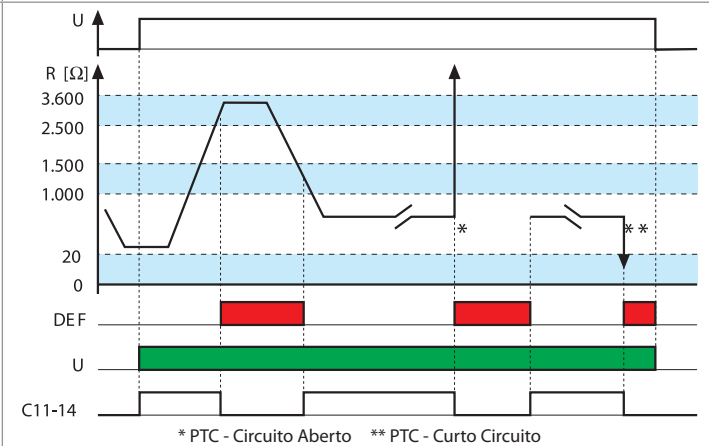 U
R [Ω]
3.600
2.500
1.500
1.000
*
**
20
0
DEF
U
C11-14
* PTC - Circuito Aberto ** PTC - Curto Circuito